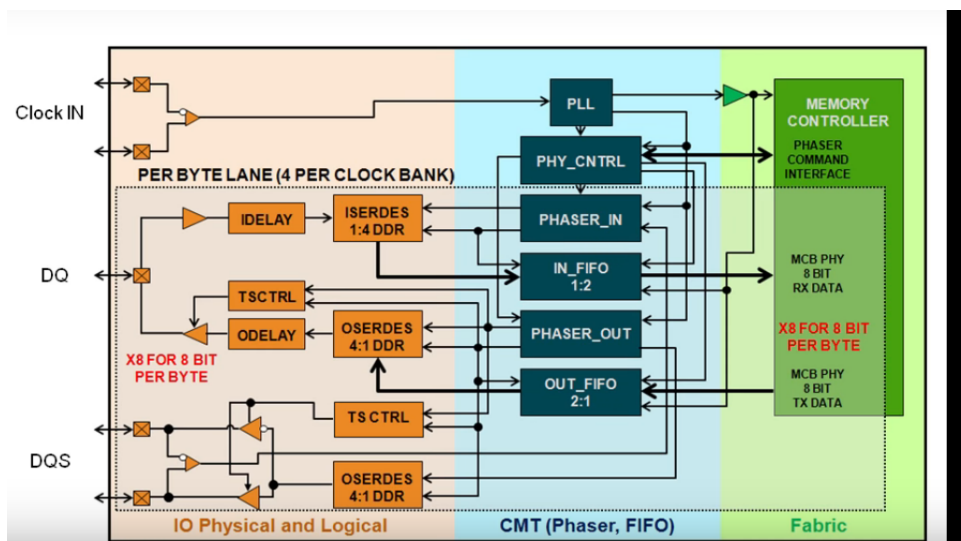 Clock IN
PLL
MEMORY
CONTROLLER
PHASER
COMMAND
INTERFACE
PHY_CNTRL
PER BYTE LANE (4 PER CLOCK BANK)
IDELAY
ISERDES
1:4 DDR
PHASER_IN
DQ
IN_FIFO
1:2
MCB PHY
8 BIT
RX DATA
TSCTRL
ODELAY
OSERDES
4:1 DDR
PHASER_OUT
X8 FOR 8 BIT
PER BYTE
X8 FOR 8 BIT
PER BYTE
OUT_FIFO
2:1
MCB PHY
8 BIT
TX DATA
TS CTRL
DQS
OSERDES
4:1 DDR
IO Physical and Logical
CMT (Phaser, FIFO)
Fabric